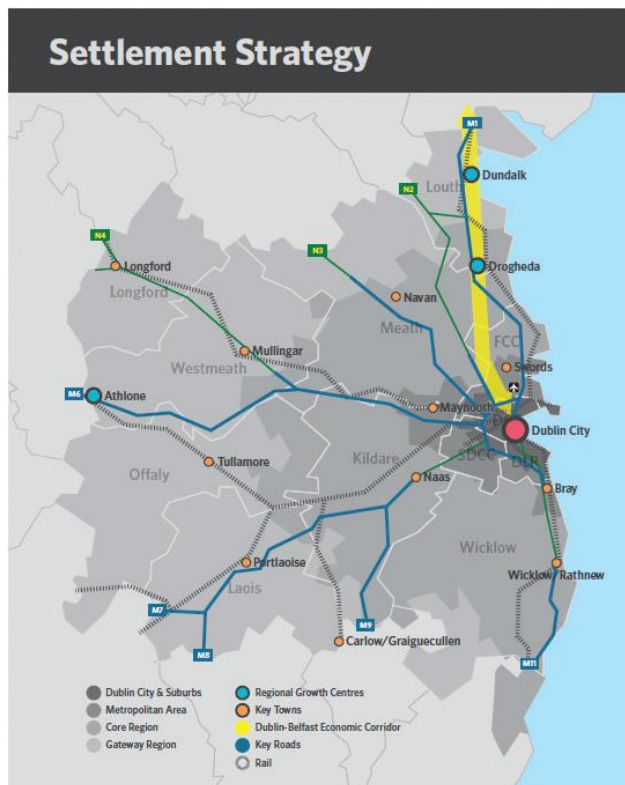 Settlement Strategy
M1
Dundalk
Louth
N2
N4
N3
Drogheda
Longford
Longford
Navan
Meath
FCC
Swords
Mullingar
Westmeath
M6
Athlone
Maynooth
Dublin City
Kildare
SDCC
DLR
Tullamore
Offaly
Naas
Bray
Wicklow
Portlaoise
Wicklow/Rathnew
Laois
M7
M9
M8
Carlow/Graiguecullen
M11
Dublin City & Suburbs
Metropolitan Area
Core Region
Gateway Region
Regional Growth Centres
Key Towns
Dublin-Belfast Economic Corridor
Key Roads
Rail